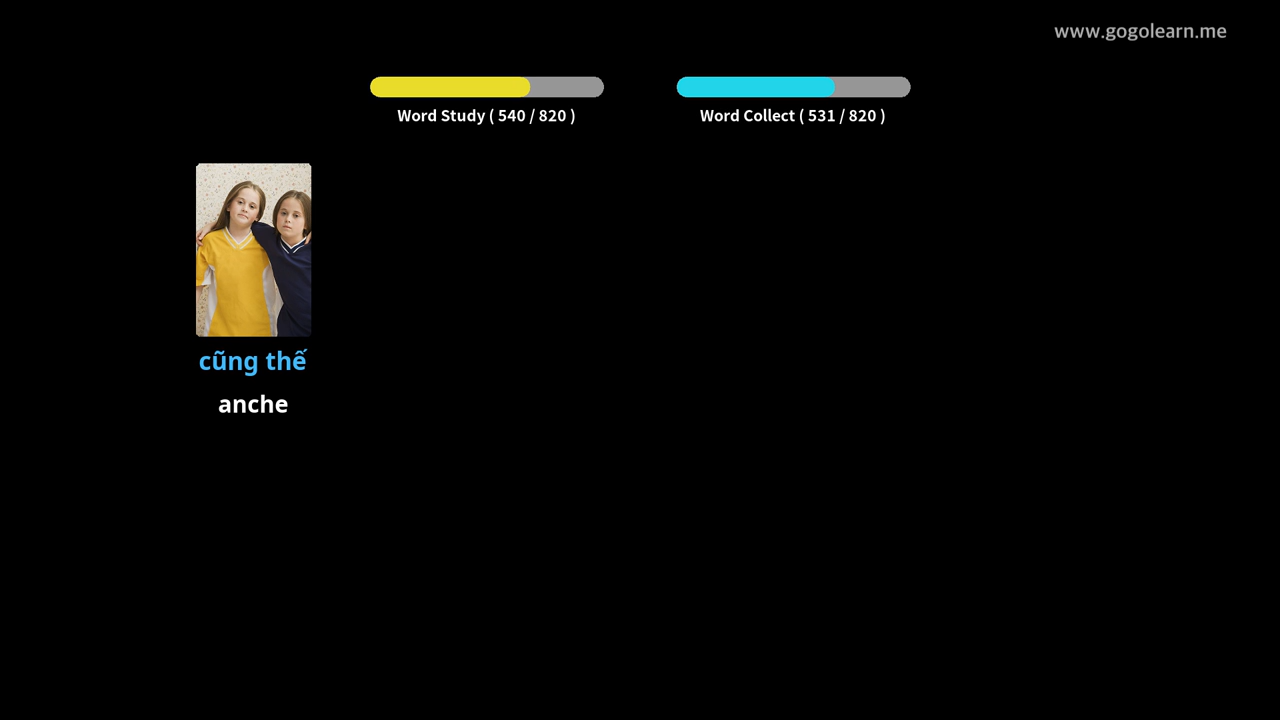 www.gogolearn.me
Word Study ( 540 / 820 )
Word Collect ( 531 / 820 )
cũng thế
anche